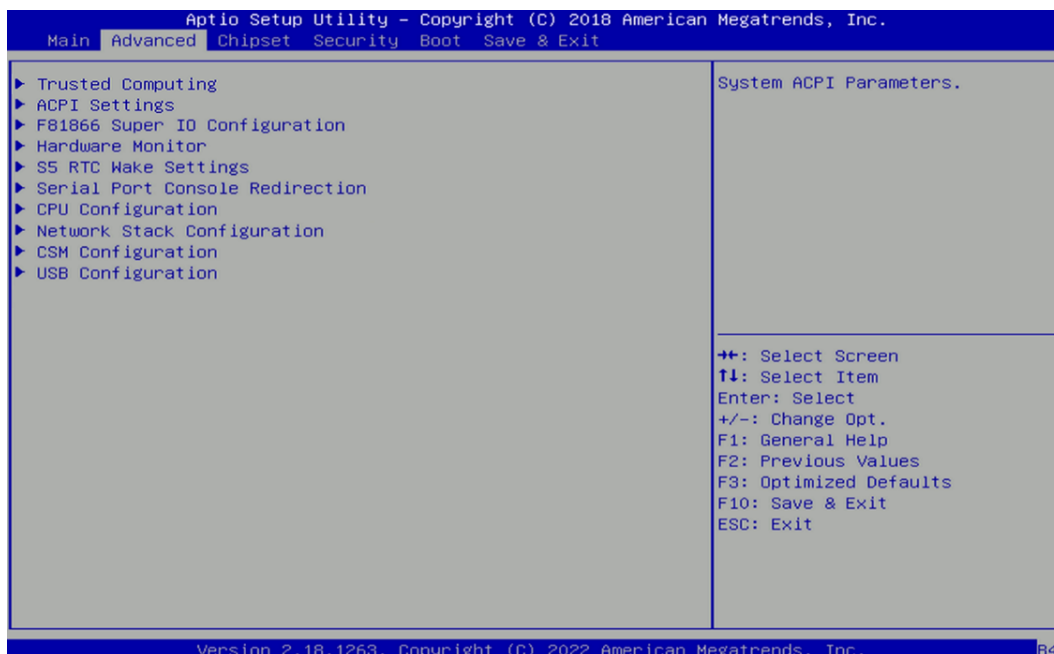 Aptio Setup Utility – Copyright (C) 2018 American Megatrends, Inc.
Main Advanced Chipset Security Boot Save & Exit
▶ Trusted Computing
▶ ACPI Settings
▶ F81866 Super IO Configuration
▶ Hardware Monitor
▶ S5 RTC Wake Settings
▶ Serial Port Console Redirection
▶ CPU Configuration
▶ Network Stack Configuration
▶ CSM Configuration
▶ USB Configuration
System ACPI Parameters.
→←: Select Screen
↑↓: Select Item
Enter: Select
+/-: Change Opt.
F1: General Help
F2: Previous Values
F3: Optimized Defaults
F10: Save & Exit
ESC: Exit
Version 2.18.1263. Copyright (C) 2022 American Megatrends, Inc.